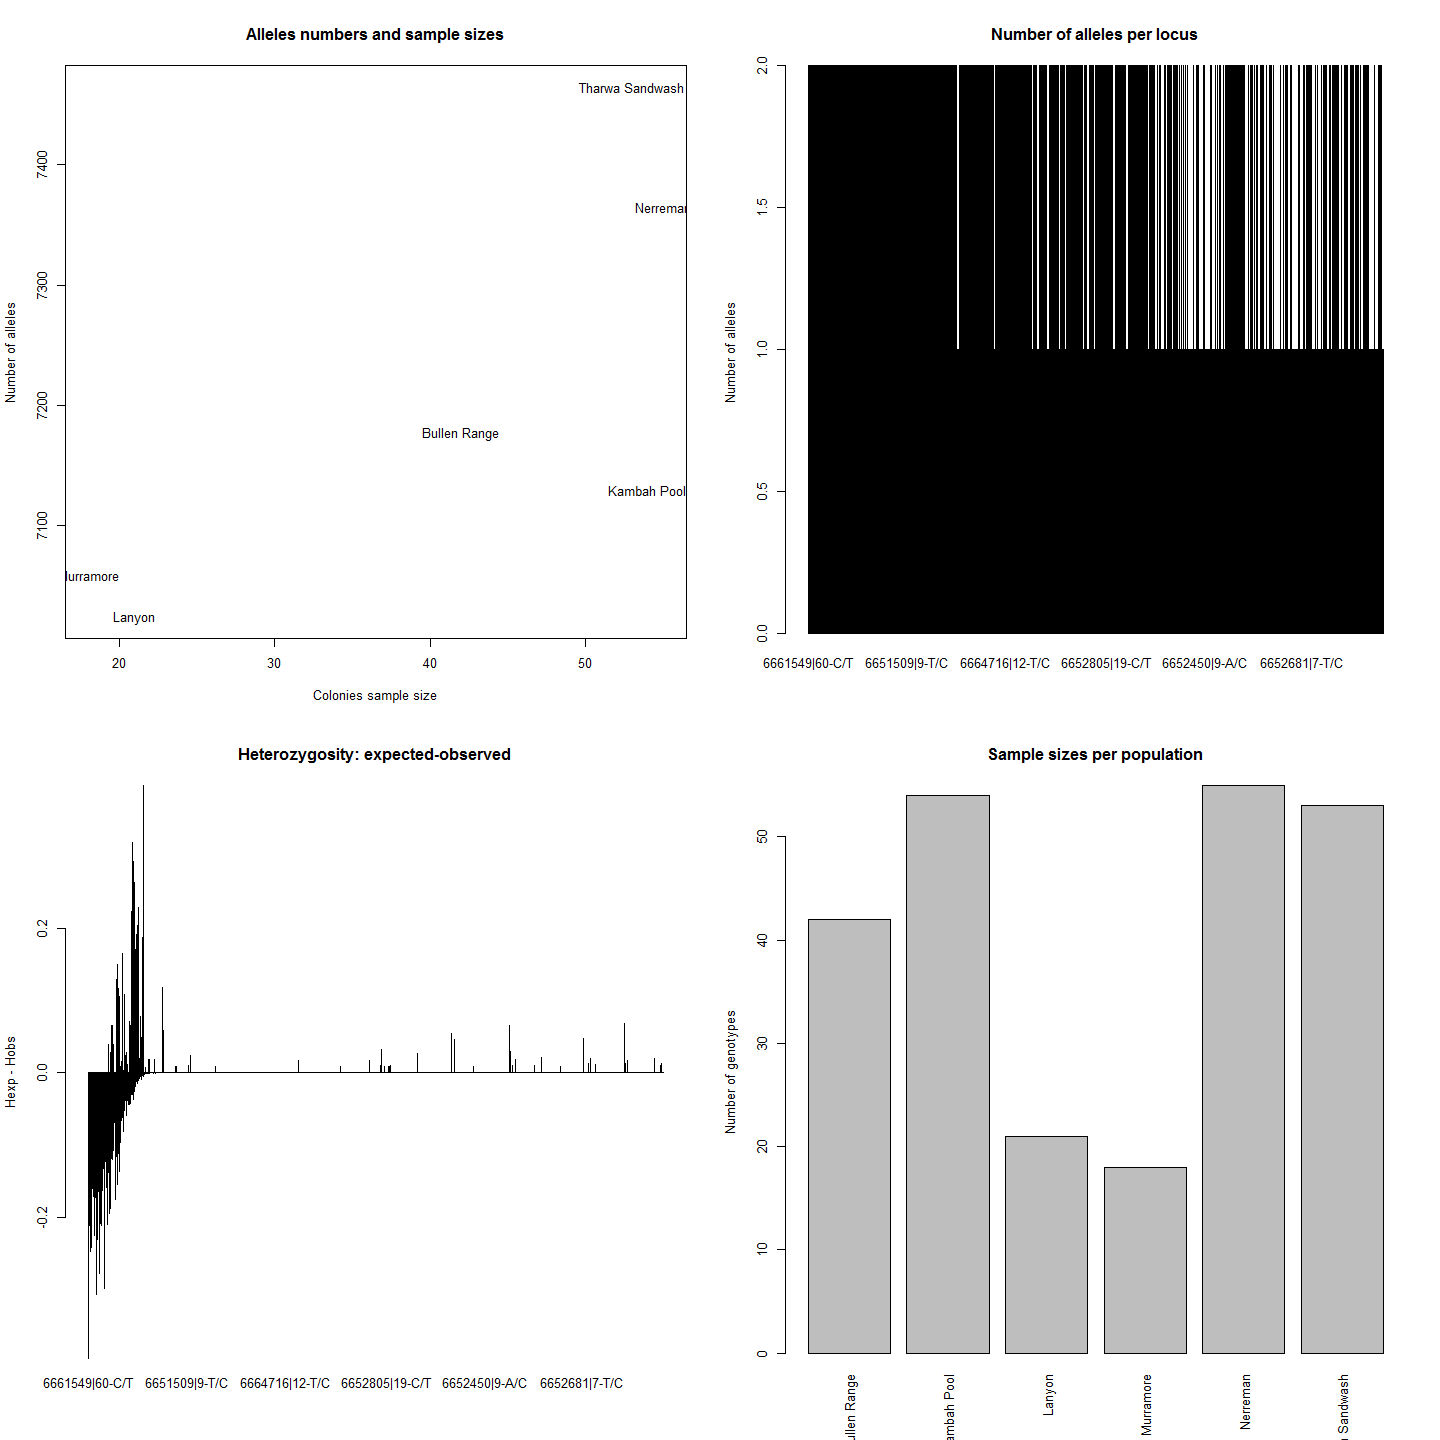 Alleles numbers and sample sizes
Number of alleles
7400
7300
7200
7100
Tharwa Sandwash
Nerreman
Bullen Range
Kambah Pool
lurramore
Lanyon
20
30
40
50
Colonies sample size
Number of alleles per locus
Number of alleles
2.0
1.5
1.0
0.5
0.0
6661549|60-C/T
6651509|9-T/C
6664716|12-T/C
6652805|19-C/T
6652450|9-A/C
6652681|7-T/C
Heterozygosity: expected-observed
Hexp - Hobs
0.2
0.0
-0.2
6661549|60-C/T
6651509|9-T/C
6664716|12-T/C
6652805|19-C/T
6652450|9-A/C
6652681|7-T/C
Sample sizes per population
Number of genotypes
50
40
30
20
10
0
ullen Range
ambah Pool
Lanyon
Murramore
Nerreman
a Sandwash